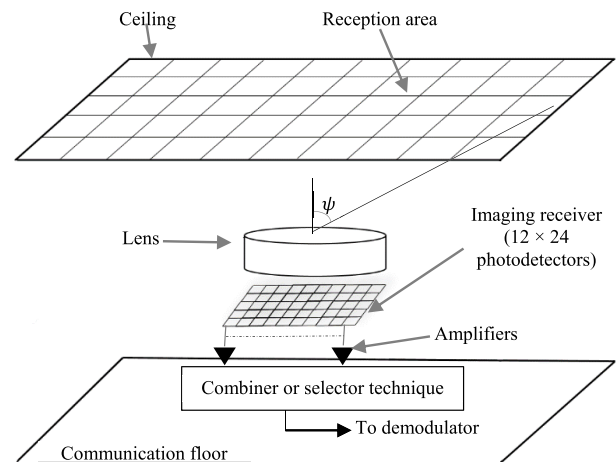 Ceiling
Reception area
ψ
Lens
Imaging receiver
(12 × 24
photodetectors)
Amplifiers
Combiner or selector technique
To demodulator
Communication floor